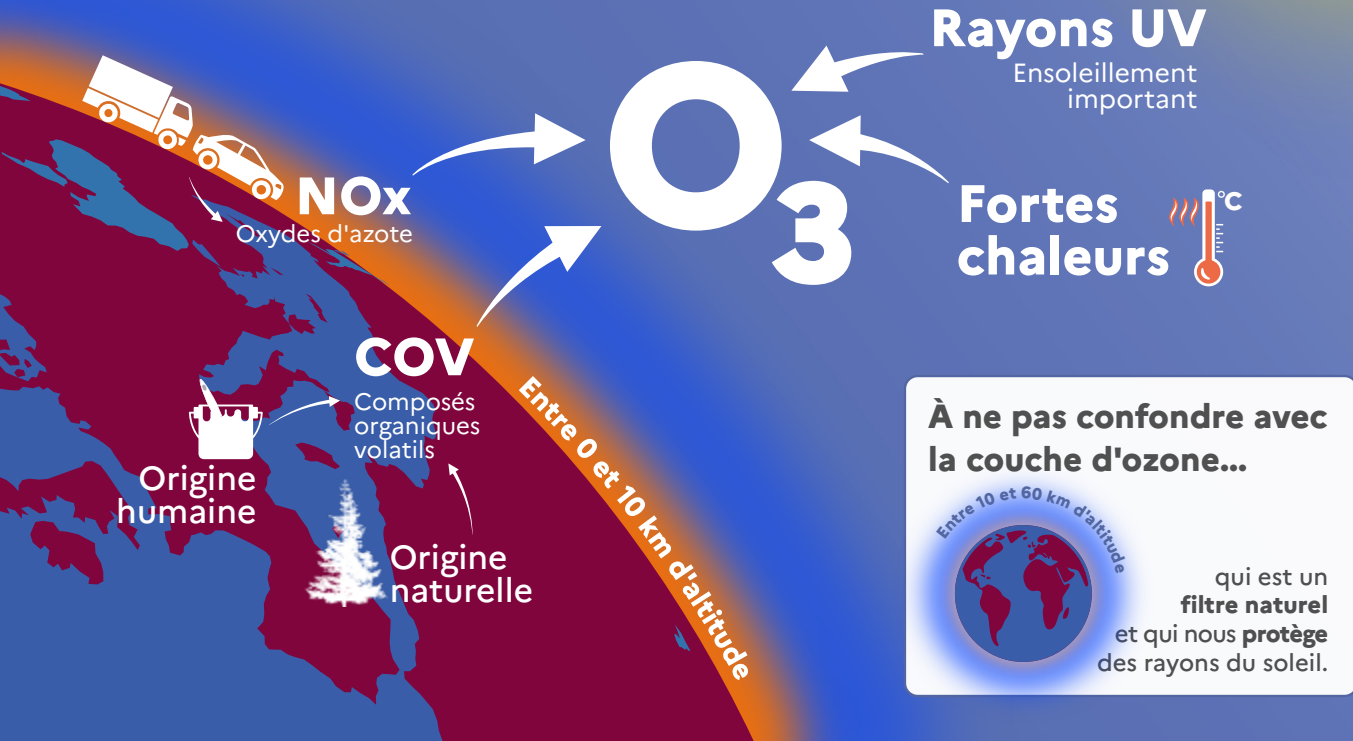 Rayons UV
Ensoleillement
important
O3
NOx
Oxydes d'azote
Fortes
chaleurs
°C
COV
Composés
organiques
volatils
Origine
humaine
Origine
naturelle
Entre 0 et 10 km d'altitude
À ne pas confondre avec
la couche d'ozone...
Entre 10 et 60 km d'altitude
qui est un
filtre naturel
et qui nous protège
des rayons du soleil.